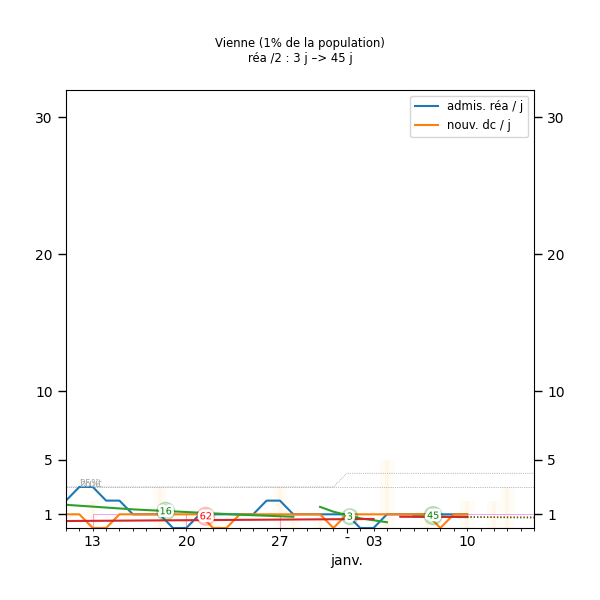 Vienne (1% de la population)
réa /2 : 3 j –> 45 j
admis. réa / j
nouv. dc / j
30 30
20 20
10 10
5 5
1 1
16 62 3 45
13 20 27 - 03 10
janv.